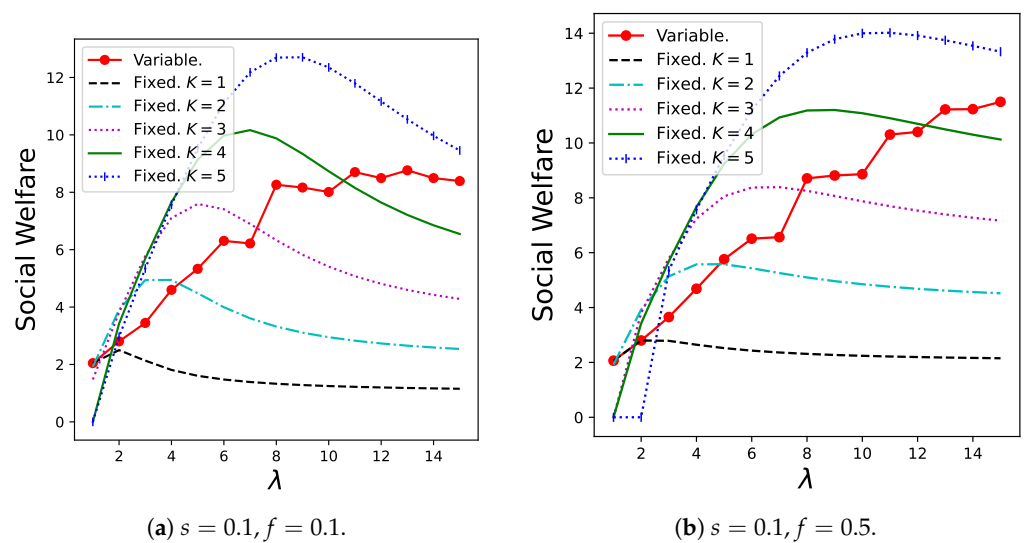 Variable.
Fixed. K = 1
Fixed. K = 2
Fixed. K = 3
Fixed. K = 4
Fixed. K = 5
Social Welfare
12
10
8
6
4
2
0
2 4 6 8 10 12 14
λ
(a) s = 0.1, f = 0.1.
Variable.
Fixed. K = 1
Fixed. K = 2
Fixed. K = 3
Fixed. K = 4
Fixed. K = 5
Social Welfare
14
12
10
8
6
4
2
0
2 4 6 8 10 12 14
λ
(b) s = 0.1, f = 0.5.